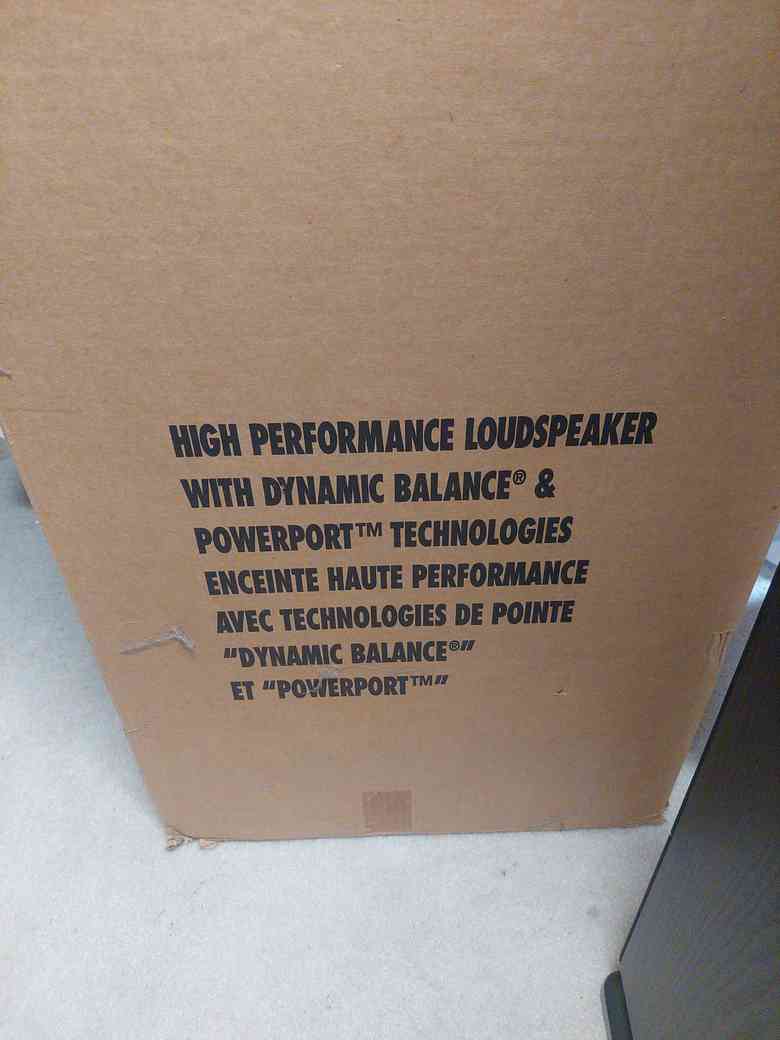 HIGH PERFORMANCE LOUDSPEAKER
WITH DYNAMIC BALANCE® &
POWERPORT™ TECHNOLOGIES
ENCEINTE HAUTE PERFORMANCE
AVEC TECHNOLOGIES DE POINTE
"DYNAMIC BALANCE®"
ET "POWERPORT™"